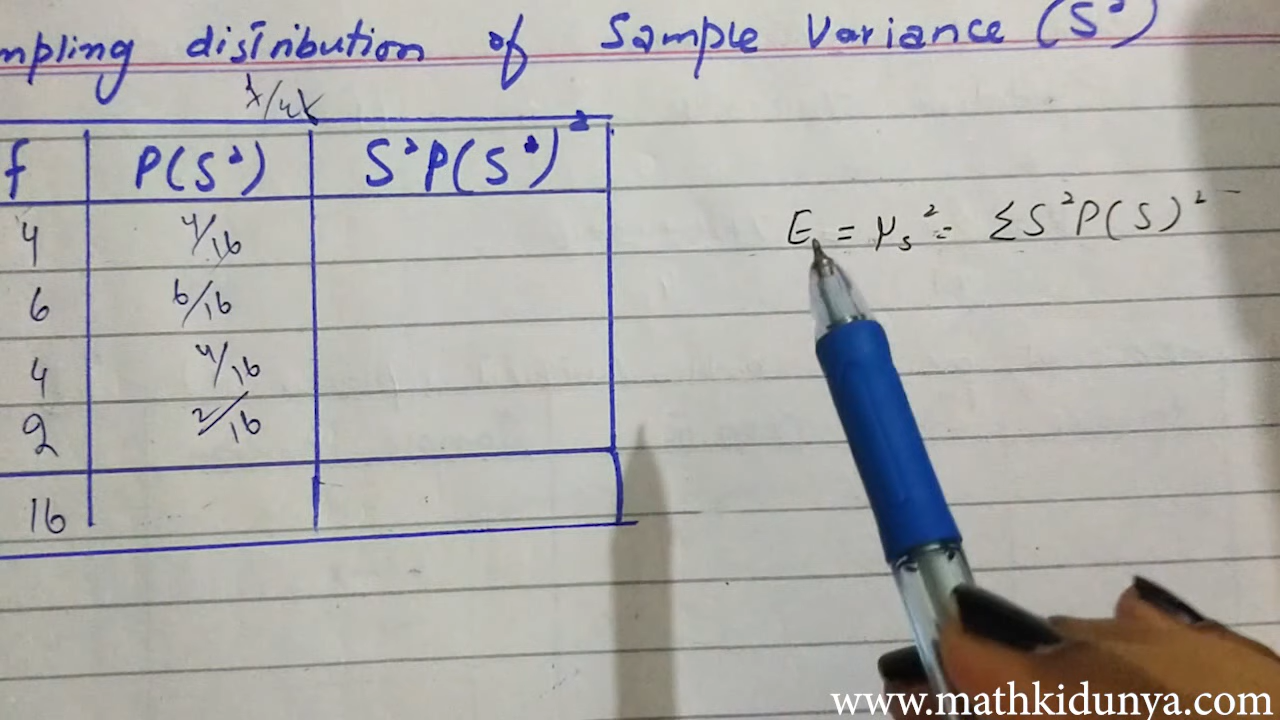 mpling distribution of Sample Variance (S²)
f P(S²) S²P(S²)²
4 4/16
6 6/16
4 4/16
2 2/16
16
E = μs² = ΣS²P(S)²
www.mathkidunya.com